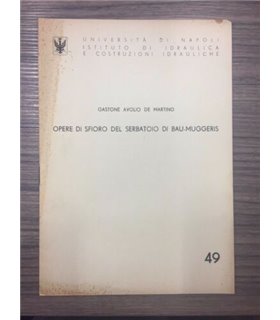 UNIVERSITÀ DI NAPOLI
ISTITUTO DI IDRAULICA
E COSTRUZIONI IDRAULICHE
GASTONE AVOLIO DE MARTINO
OPERE DI SFIORO DEL SERBATOIO DI BAU-MUGGERIS
49